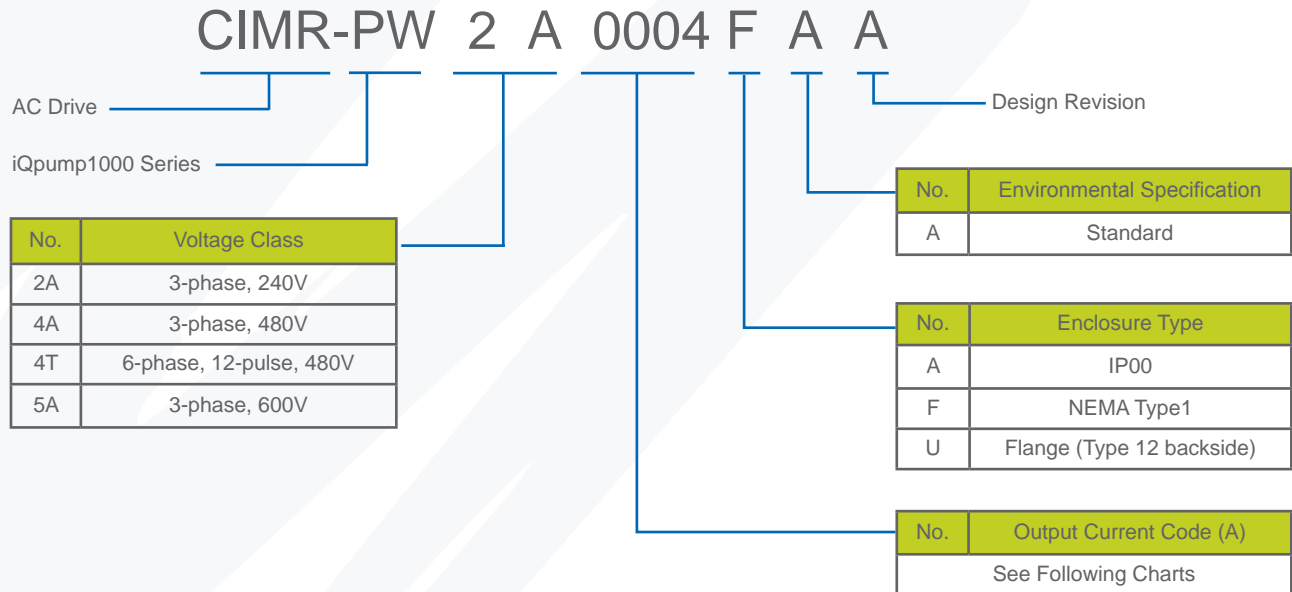 CIMR-PW 2 A 0004 F A A
AC Drive
Design Revision
iQpump1000 Series
No. Voltage Class
2A 3-phase, 240V
4A 3-phase, 480V
4T 6-phase, 12-pulse, 480V
5A 3-phase, 600V
No. Environmental Specification
A Standard
No. Enclosure Type
A IP00
F NEMA Type1
U Flange (Type 12 backside)
No. Output Current Code (A)
See Following Charts